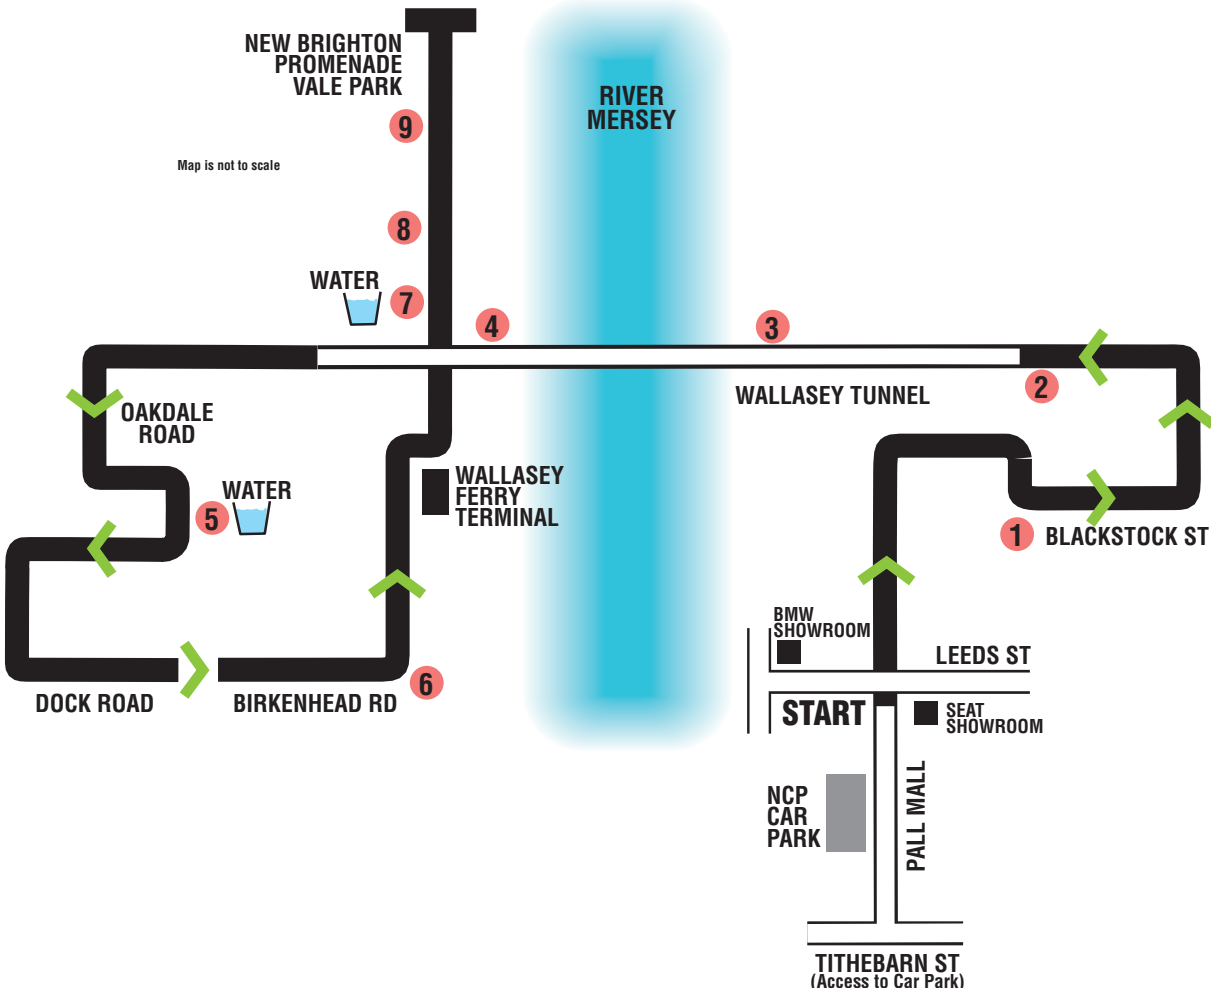 NEW BRIGHTON
PROMENADE
VALE PARK
RIVER
MERSEY
9
Map is not to scale
8
WATER
7
4
3
2
WALLASEY TUNNEL
OAKDALE
ROAD
WATER
5
WALLASEY
FERRY
TERMINAL
1
BLACKSTOCK ST
BMW
SHOWROOM
LEEDS ST
6
DOCK ROAD
BIRKENHEAD RD
START
SEAT
SHOWROOM
NCP
CAR
PARK
PALL MALL
TITHEBARN ST
(Access to Car Park)